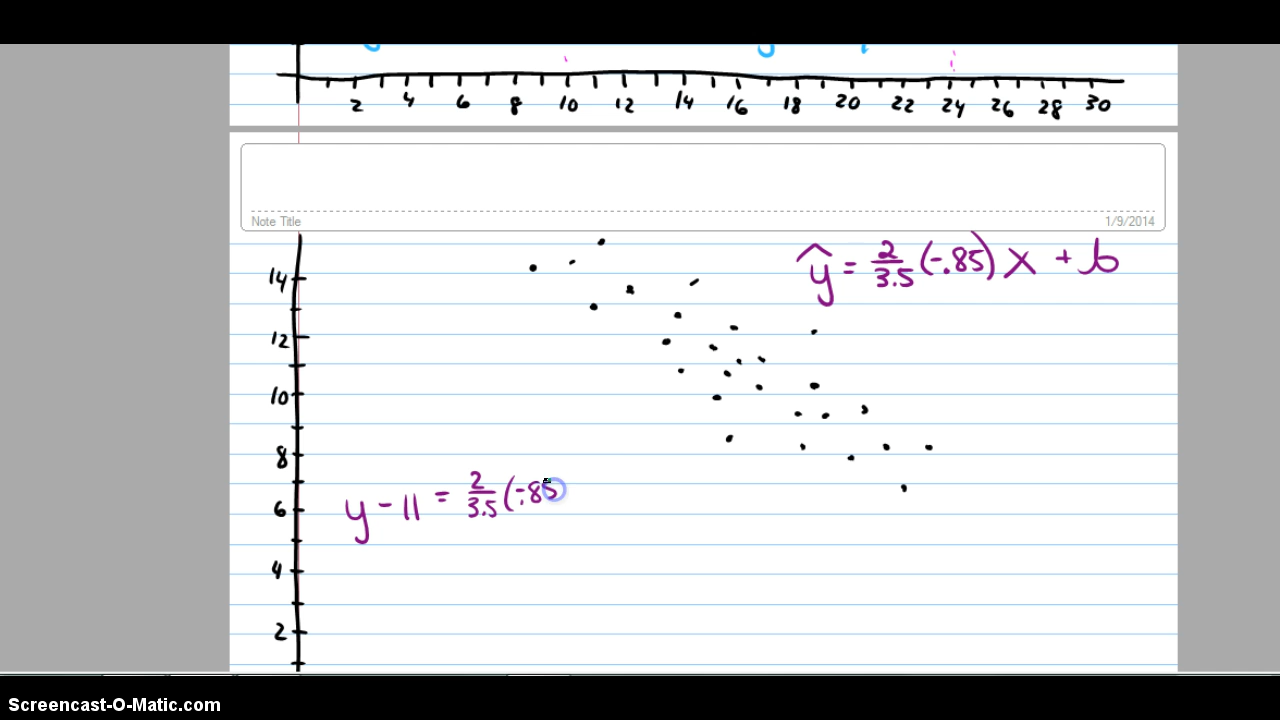 2 4 6 8 10 12 14 16 18 20 22 24 26 28 30
Note Title 1/9/2014
ŷ = 2/3.5 (-.85) x + b
14
12
10
8
y - 11 = 2/3.5 (-.85
6
4
2
Screencast-O-Matic.com